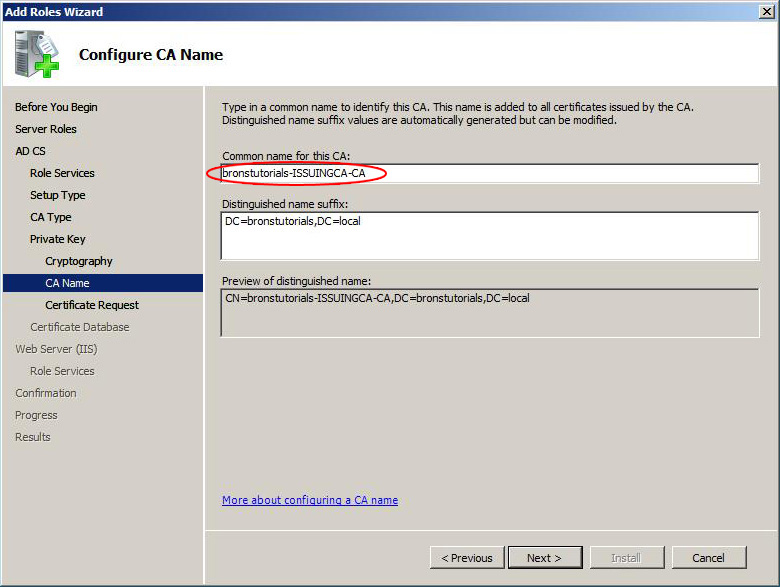 Add Roles Wizard
Configure CA Name
Before You Begin
Server Roles
AD CS
Role Services
Setup Type
CA Type
Private Key
Cryptography
CA Name
Certificate Request
Certificate Database
Web Server (IIS)
Role Services
Confirmation
Progress
Results
Type in a common name to identify this CA. This name is added to all certificates issued by the CA.
Distinguished name suffix values are automatically generated but can be modified.
Common name for this CA:
bronstutorials-ISSUINGCA-CA
Distinguished name suffix:
DC=bronstutorials,DC=local
Preview of distinguished name:
CN=bronstutorials-ISSUINGCA-CA,DC=bronstutorials,DC=local
More about configuring a CA name
< Previous
Next >
Install
Cancel